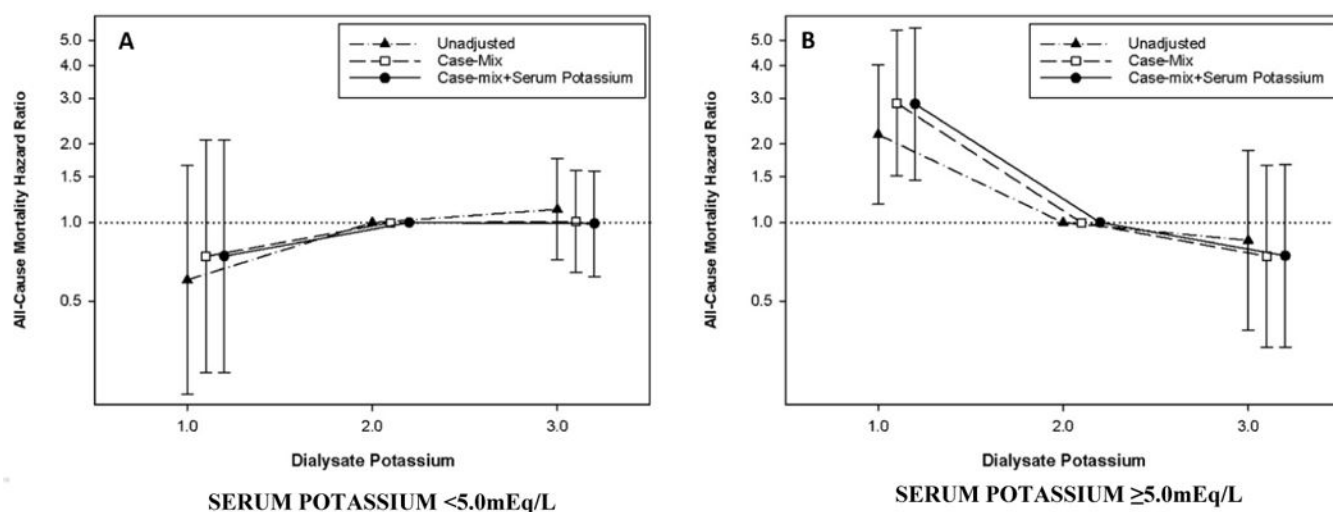 A
Unadjusted
Case-Mix
Case-mix+Serum Potassium
All-Cause Mortality Hazard Ratio
5.0
4.0
3.0
2.0
1.5
1.0
0.5
1.0 2.0 3.0
Dialysate Potassium
SERUM POTASSIUM <5.0mEq/L
B
Unadjusted
Case-Mix
Case-mix+Serum Potassium
All-Cause Mortality Hazard Ratio
5.0
4.0
3.0
2.0
1.5
1.0
0.5
1.0 2.0 3.0
Dialysate Potassium
SERUM POTASSIUM ≥5.0mEq/L